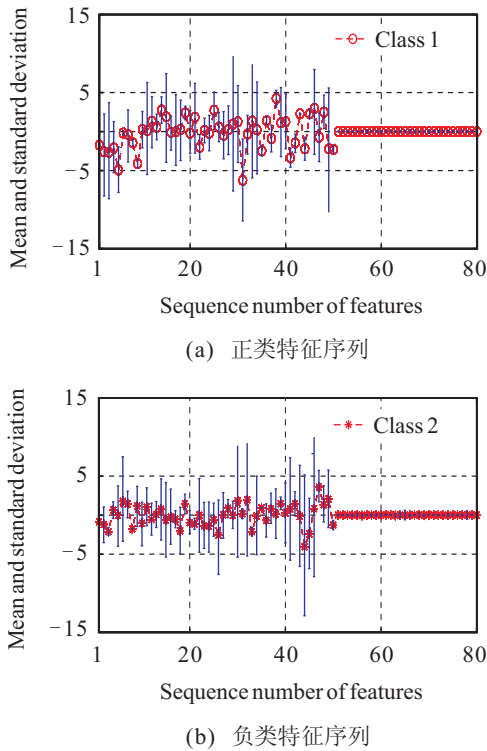 Mean and standard deviation
15
5
−5
−15
Class 1
1
20
40
60
80
Sequence number of features
(a) 正类特征序列
Mean and standard deviation
15
5
−5
−15
Class 2
1
20
40
60
80
Sequence number of features
(b) 负类特征序列